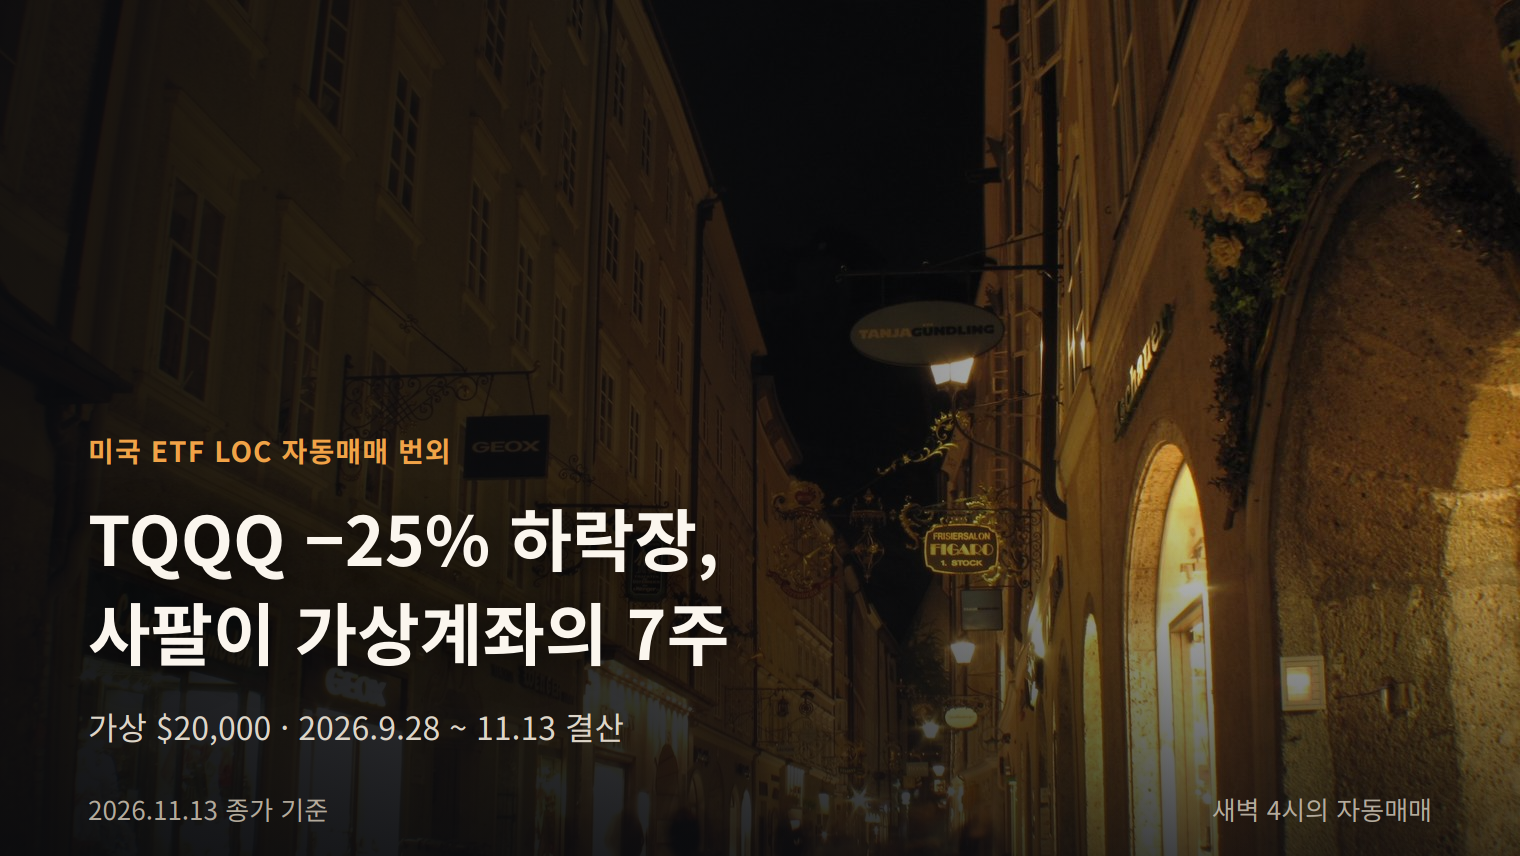 TANJAGUNDLING
GEOX
미국 ETF LOC 자동매매 번외
TQQQ −25% 하락장,
FRISIERSALON
FIGARO
1. STOCK
사팔이 가상계좌의 7주
GEOX
가상 $20,000 · 2026.9.28 ~ 11.13 결산
2026.11.13 종가 기준
새벽 4시의 자동매매